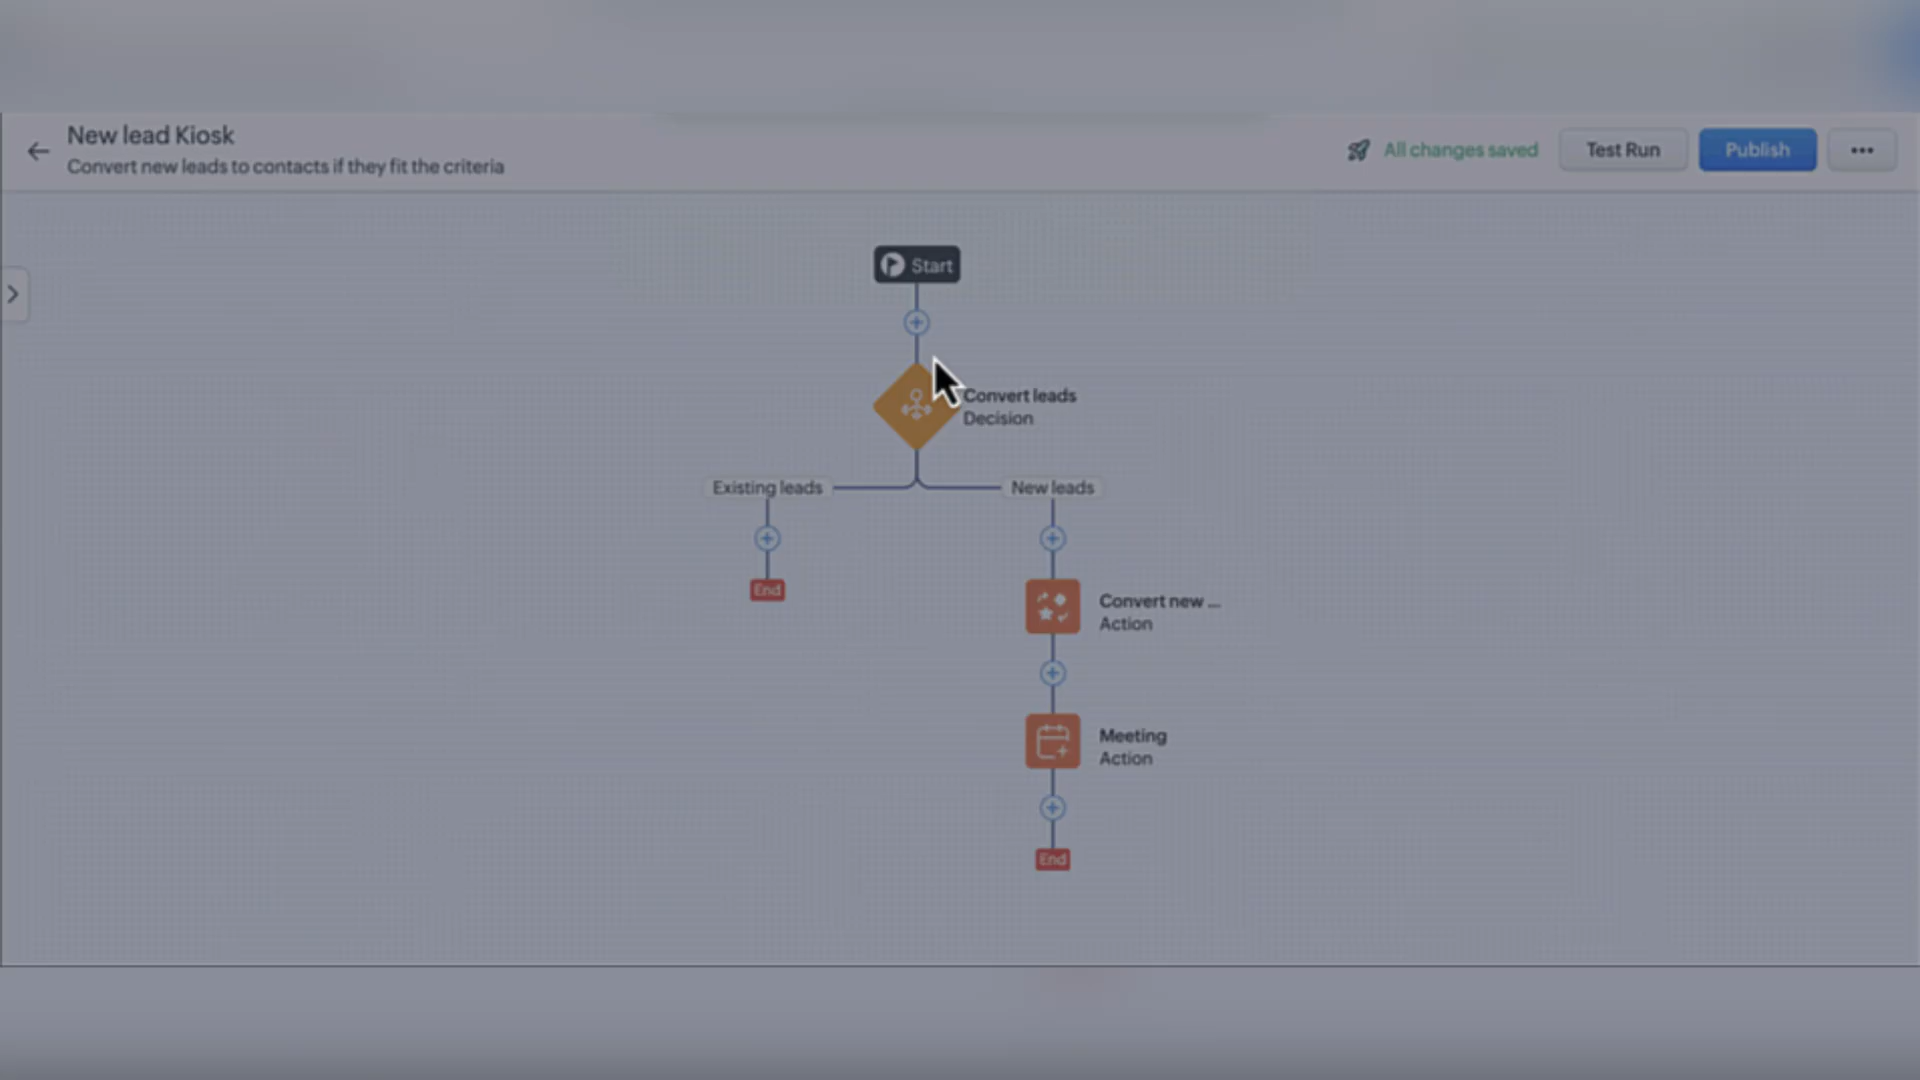 New lead Kiosk
Convert new leads to contacts if they fit the criteria
All changes saved
Test Run
Publish
Start
Convert leads
Decision
Existing leads
New leads
End
Convert new ...
Action
Meeting
Action
End